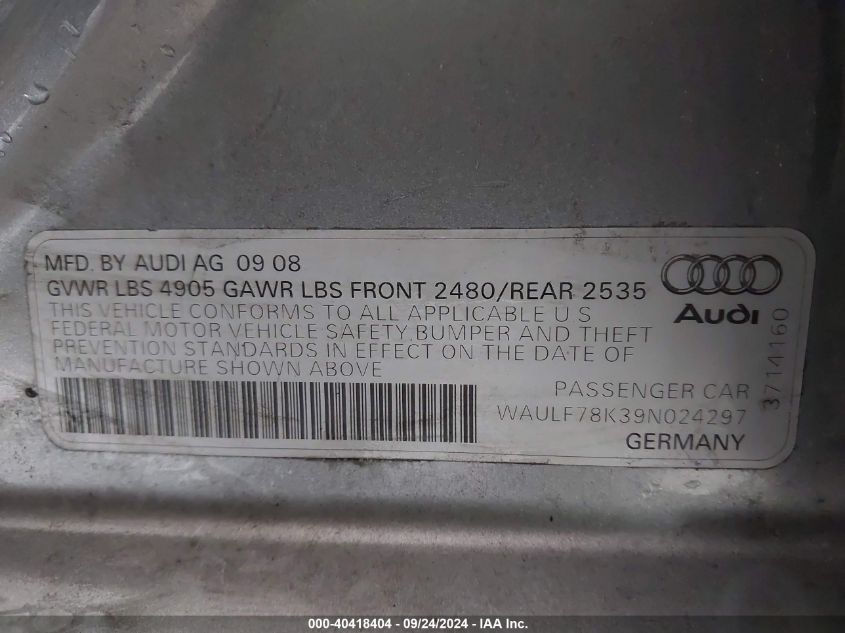 MFD. BY AUDI AG 09 08
GVWR LBS 4905 GAWR LBS FRONT 2480/REAR 2535
THIS VEHICLE CONFORMS TO ALL APPLICABLE U S
FEDERAL MOTOR VEHICLE SAFETY, BUMPER AND THEFT
PREVENTION STANDARDS IN EFFECT ON THE DATE OF
MANUFACTURE SHOWN ABOVE
Audi
3714160
PASSENGER CAR
WAULF78K39N024297
GERMANY
000-40418404 - 09/24/2024 - IAA Inc.